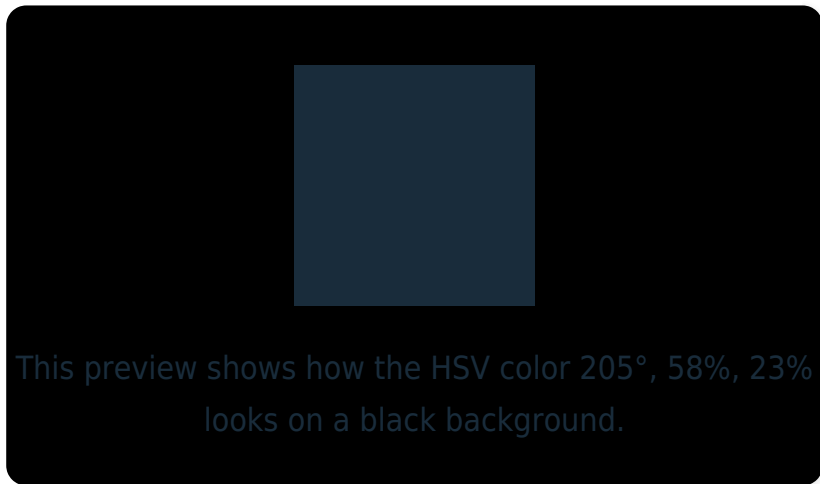 This preview shows how the HSV color 205°, 58%, 23%
looks on a black background.